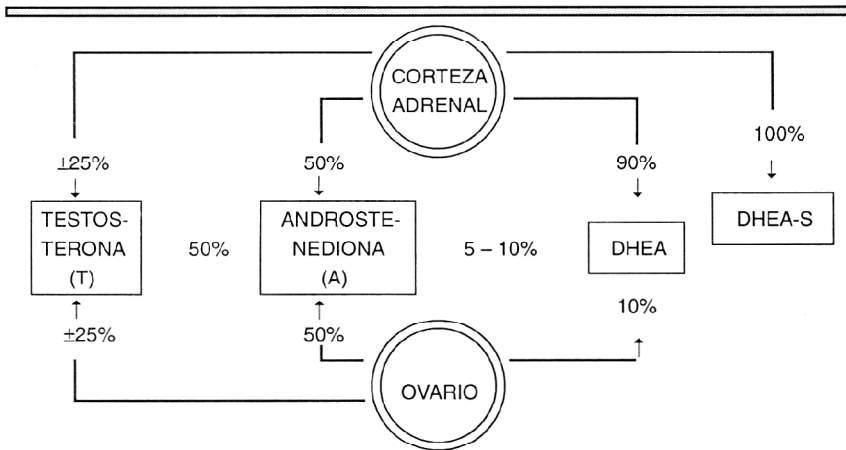 CORTEZA
ADRENAL
100%
±25%
50%
90%
TESTOS-
TERONA
(T)
50%
ANDROSTE-
NEDIONA
(A)
5 – 10%
DHEA
DHEA-S
±25%
50%
10%
OVARIO